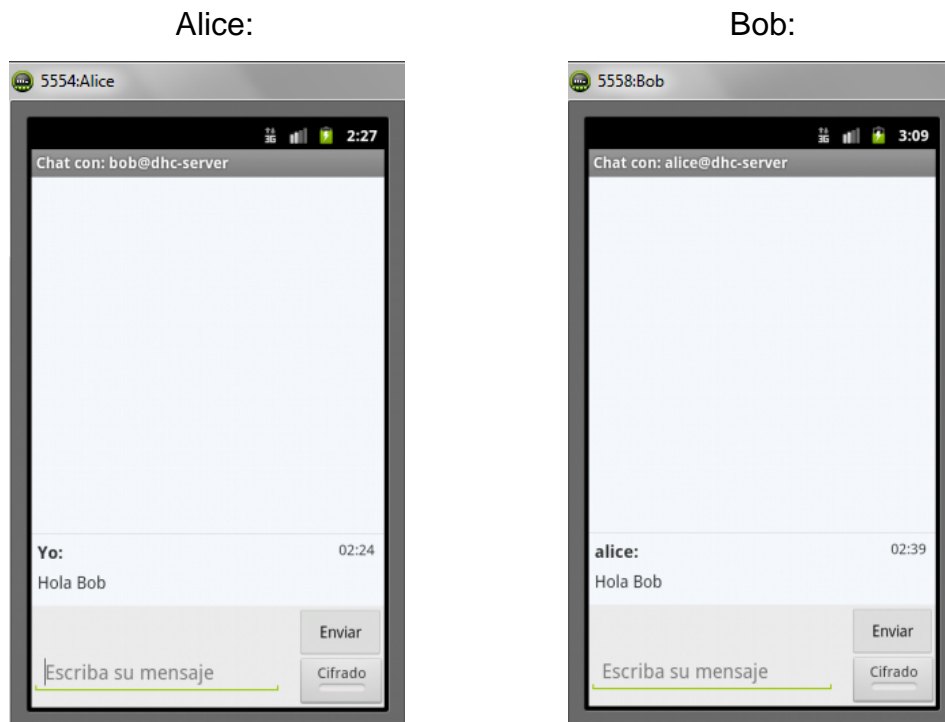 Alice:
Bob:
5554:Alice
3G 2:27
Chat con: bob@dhc-server
Yo:
02:24
Hola Bob
Enviar
Escriba su mensaje
Cifrado
5558:Bob
3G 3:09
Chat con: alice@dhc-server
alice:
02:39
Hola Bob
Enviar
Escriba su mensaje
Cifrado